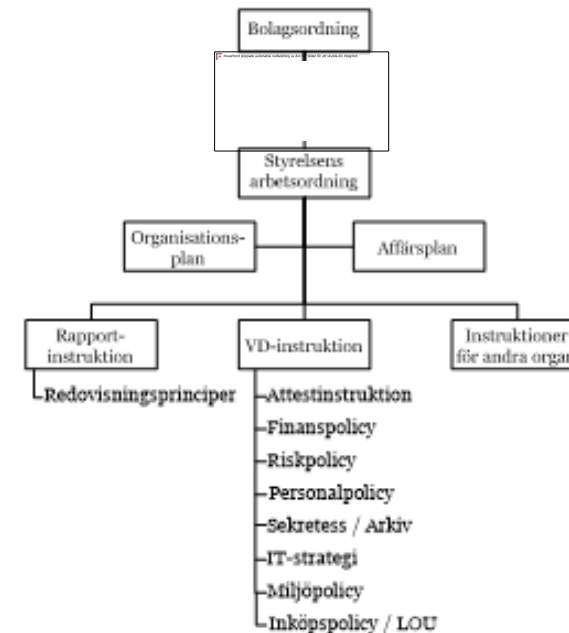 Bolagsordning
Styrelsens
arbetsordning
Organisations-
plan
Affärsplan
Rapport-
instruktion
VD-instruktion
Instruktioner
för andra organ
Redovisningsprinciper
Attestinstruktion
Finanspolicy
Riskpolicy
Personalpolicy
Sekretess / Arkiv
IT-strategi
Miljöpolicy
Inköpspolicy / LOU